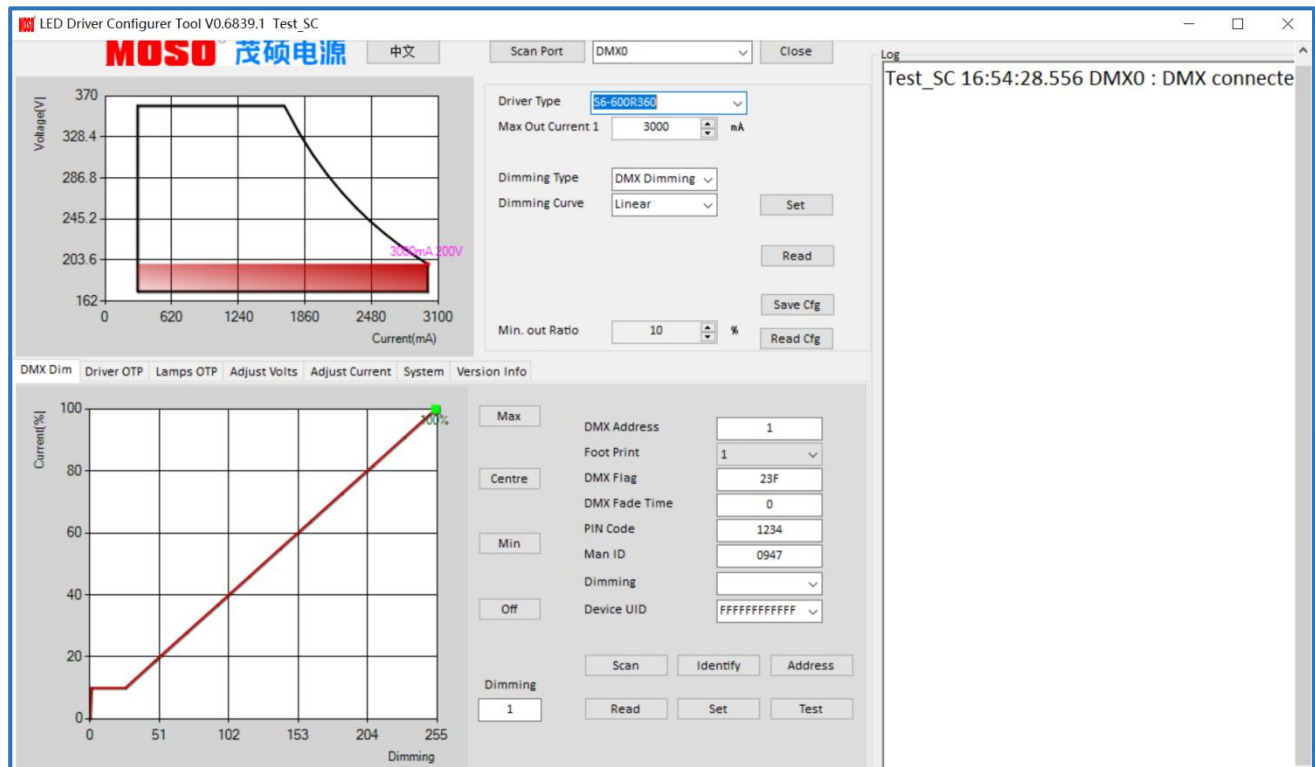 LED Driver Configurer Tool V0.6839.1 Test_SC
MOSO® 茂硕电源 中文
Scan Port DMX0 Close
Voltage[V]
370
328.4
286.8
245.2
203.6
162
3000mA 200V
0 620 1240 1860 2480 3100
Current(mA)
Driver Type S6-600R360
Max Out Current 1 3000 mA
Dimming Type DMX Dimming
Dimming Curve Linear Set
Read
Save Cfg
Min. out Ratio 10 % Read Cfg
DMX Dim Driver OTP Lamps OTP Adjust Volts Adjust Current System Version Info
Current[%]
100
80
60
40
20
0
100%
0 51 102 153 204 255
Dimming
Max
Centre
Min
Off
Dimming
1
DMX Address 1
Foot Print 1
DMX Flag 23F
DMX Fade Time 0
PIN Code 1234
Man ID 0947
Dimming
Device UID FFFFFFFFFFFF
Scan Identify Address
Read Set Test
Log
Test_SC 16:54:28.556 DMX0 : DMX connecte